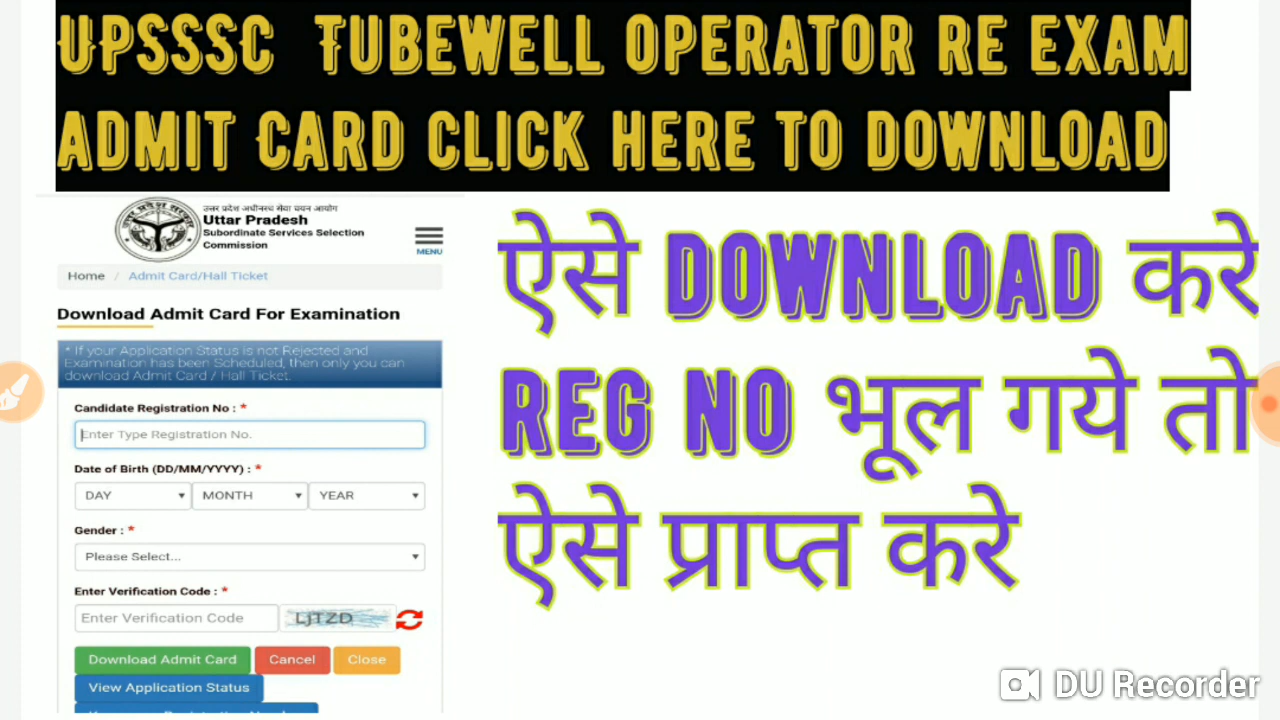 UPSSSC TUBEWELL OPERATOR RE EXAM
ADMIT CARD CLICK HERE TO DOWNLOAD
उत्तर प्रदेश अधीनस्थ सेवा चयन आयोग
Uttar Pradesh
Subordinate Services Selection
Commission
MENU
Home / Admit Card/Hall Ticket
Download Admit Card For Examination
* If your Application Status is not Rejected and
Examination has been Scheduled, then only you can
download Admit Card / Hall Ticket.
Candidate Registration No : *
Enter Type Registration No.
Date of Birth (DD/MM/YYYY) : *
DAY MONTH YEAR
Gender : *
Please Select...
Enter Verification Code : *
Enter Verification Code LjTZD
Download Admit Card Cancel Close
View Application Status
ऐसे DOWNLOAD करे
REG NO भूल गये तो
ऐसे प्राप्त करे
DU Recorder